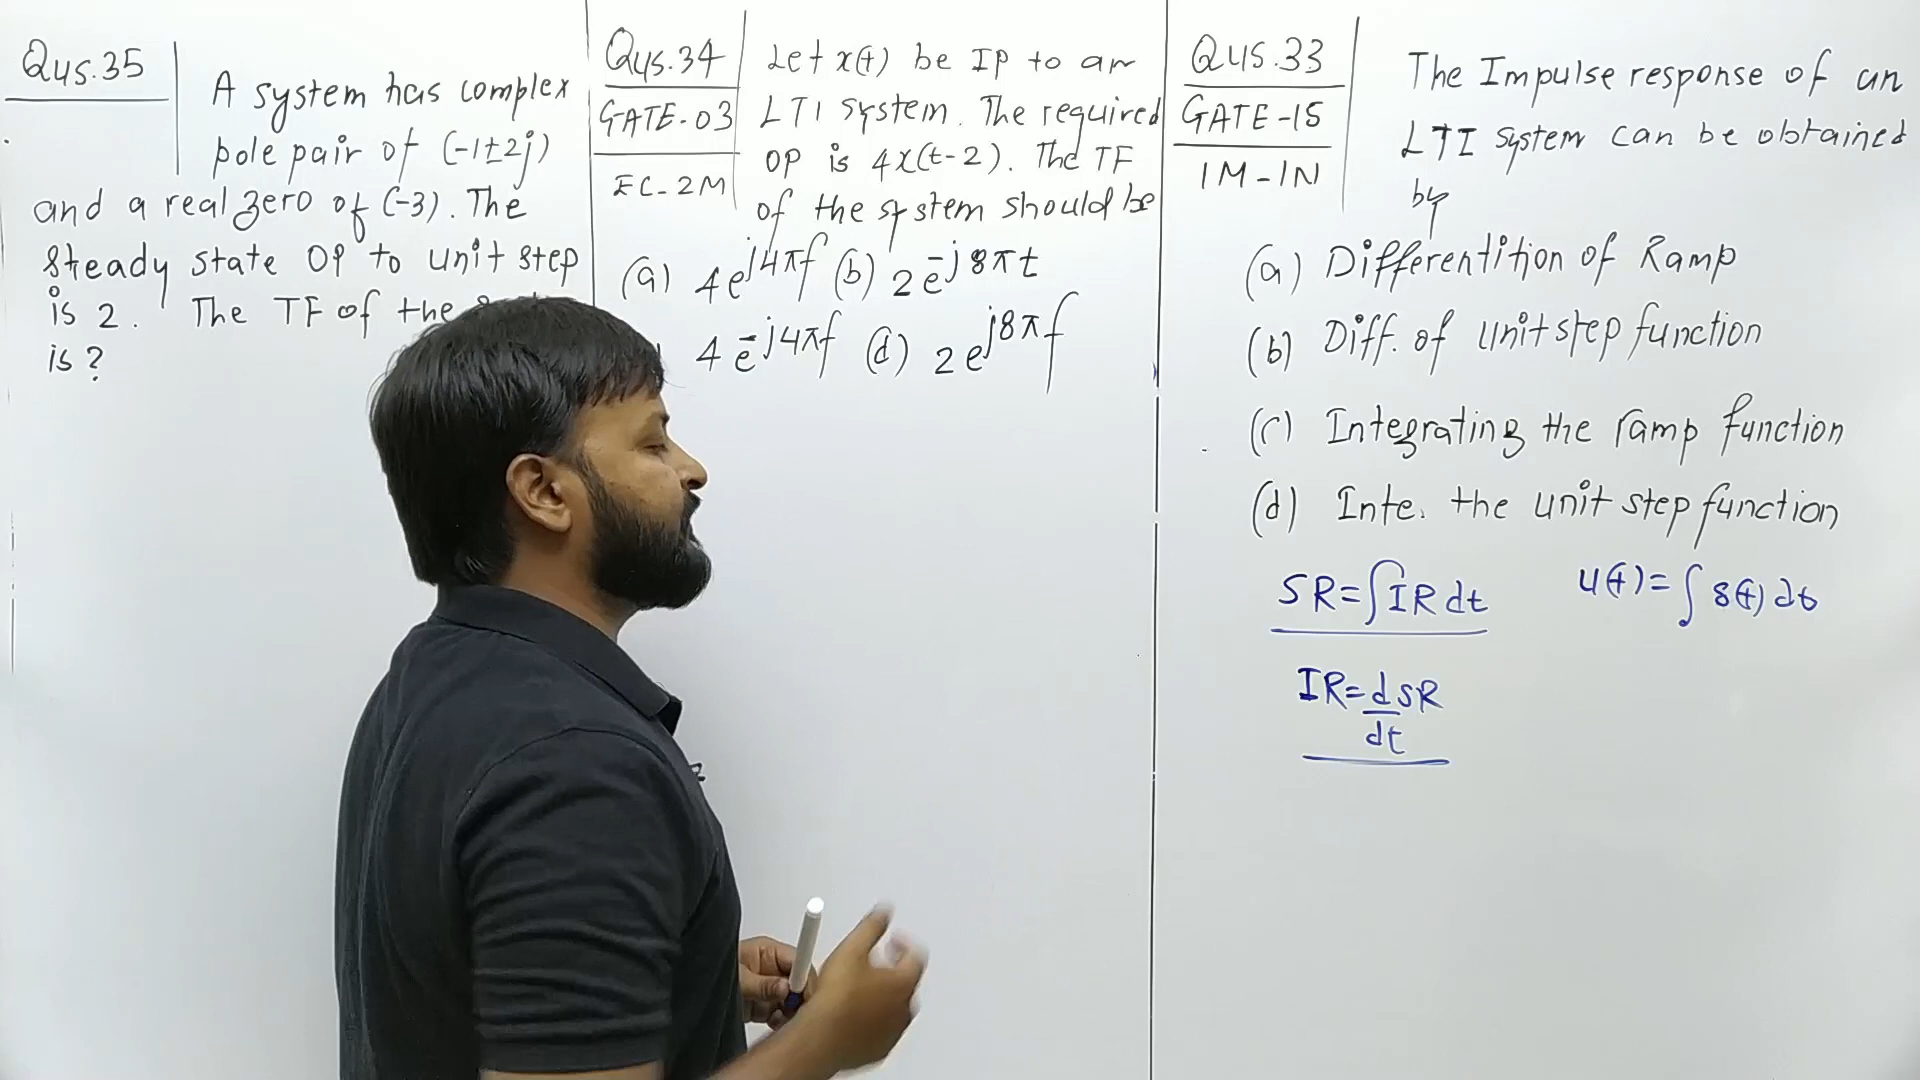 Qus.35
A system has complex
pole pair of (-1±2j)
and a real zero of (-3). The
steady state OP to unit step
is 2. The TF of the
is ?
Qus.34
GATE-03
EC-2M
Let x(t) be IP to an
LTI system. The required
OP is 4x(t-2). The TF
of the system should be
(a) 4e^{j4πf} (b) 2e^{-j8πt}
4e^{-j4πf} (d) 2e^{j8πf}
Qus.33
GATE-15
1M-IN
The Impulse response of an
LTI system can be obtained
by
(a) Differentition of Ramp
(b) Diff. of unit step function
(c) Integrating the ramp function
(d) Inte. the unit step function
SR=∫IR dt
u(t)=∫δ(t)dt
IR=dSR
dt